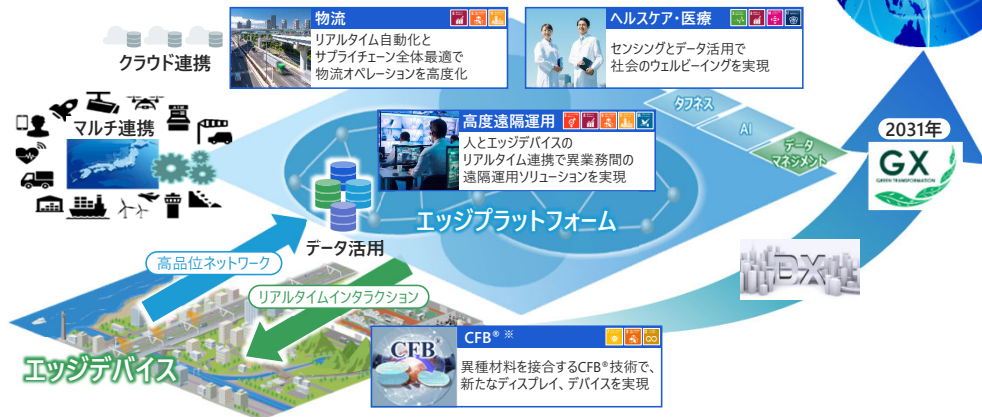 物流
リアルタイム自動化と
サプライチェーン全体最適で
物流オペレーションを高度化
ヘルスケア・医療
センシングとデータ活用で
社会のウェルビーイングを実現
クラウド連携
マルチ連携
高度遠隔運用
人とエッジデバイスの
リアルタイム連携で異業務間の
遠隔運用ソリューションを実現
タフネス
AI
データ
マネジメント
2031年
GX
GREEN TRANSFORMATION
エッジプラットフォーム
データ活用
高品位ネットワーク
リアルタイムインタラクション
DX
エッジデバイス
CFB® ※
CFB®
異種材料を接合するCFB®技術で、
新たなディスプレイ、デバイスを実現